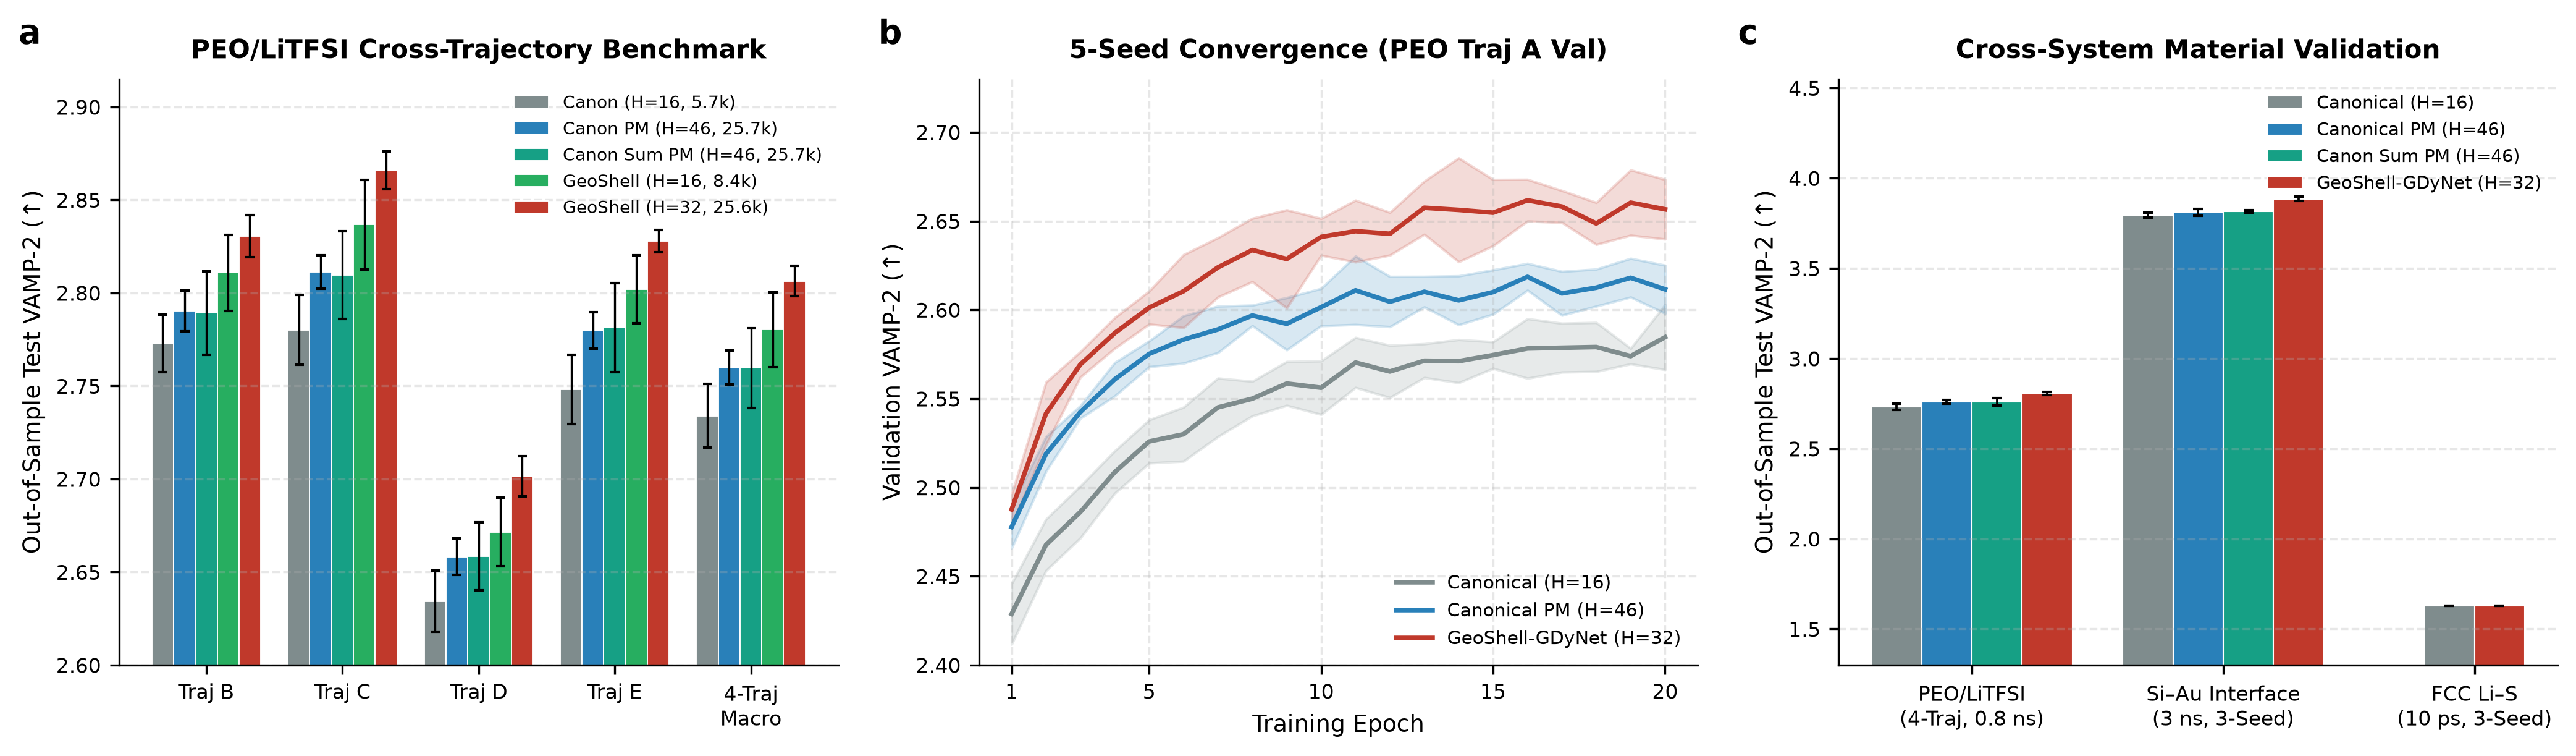 a
PEO/LiTFSI Cross-Trajectory Benchmark
Out-of-Sample Test VAMP-2 (↑)
2.90
2.85
2.80
2.75
2.70
2.65
2.60
Canon (H=16, 5.7k)
Canon PM (H=46, 25.7k)
Canon Sum PM (H=46, 25.7k)
GeoShell (H=16, 8.4k)
GeoShell (H=32, 25.6k)
Traj B
Traj C
Traj D
Traj E
4-Traj
Macro
b
5-Seed Convergence (PEO Traj A Val)
Validation VAMP-2 (↑)
2.70
2.65
2.60
2.55
2.50
2.45
2.40
Canonical (H=16)
Canonical PM (H=46)
GeoShell-GDyNet (H=32)
1
5
10
15
20
Training Epoch
c
Cross-System Material Validation
Out-of-Sample Test VAMP-2 (↑)
4.5
4.0
3.5
3.0
2.5
2.0
1.5
Canonical (H=16)
Canonical PM (H=46)
Canon Sum PM (H=46)
GeoShell-GDyNet (H=32)
PEO/LiTFSI
(4-Traj, 0.8 ns)
Si–Au Interface
(3 ns, 3-Seed)
FCC Li–S
(10 ps, 3-Seed)